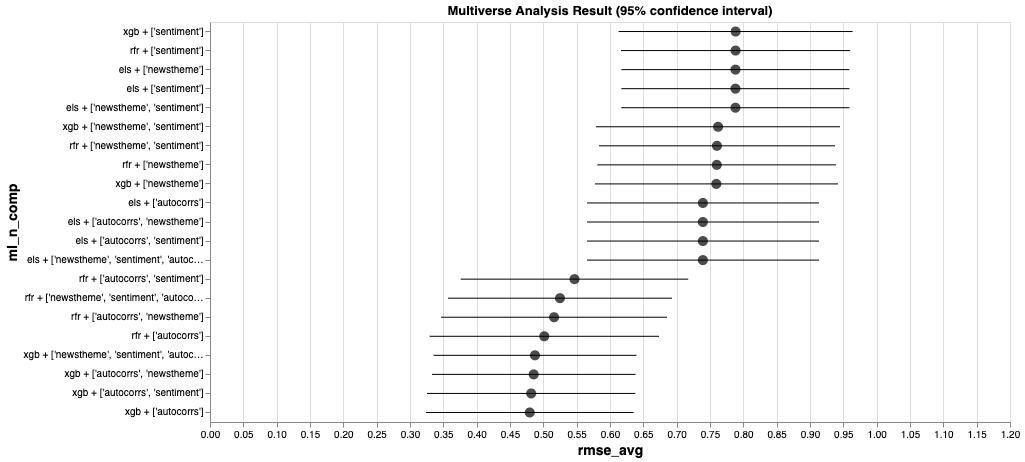 Multiverse Analysis Result (95% confidence interval)
ml_n_comp
xgb + ['sentiment']
rfr + ['sentiment']
els + ['newstheme']
els + ['sentiment']
els + ['newstheme', 'sentiment']
xgb + ['newstheme', 'sentiment']
rfr + ['newstheme', 'sentiment']
rfr + ['newstheme']
xgb + ['newstheme']
els + ['autocorrs']
els + ['autocorrs', 'newstheme']
els + ['autocorrs', 'sentiment']
els + ['newstheme', 'sentiment', 'autoc…
rfr + ['autocorrs', 'sentiment']
rfr + ['newstheme', 'sentiment', 'autoco…
rfr + ['autocorrs', 'newstheme']
rfr + ['autocorrs']
xgb + ['newstheme', 'sentiment', 'autoc…
xgb + ['autocorrs', 'newstheme']
xgb + ['autocorrs', 'sentiment']
xgb + ['autocorrs']
0.00 0.05 0.10 0.15 0.20 0.25 0.30 0.35 0.40 0.45 0.50 0.55 0.60 0.65 0.70 0.75 0.80 0.85 0.90 0.95 1.00 1.05 1.10 1.15 1.20
rmse_avg